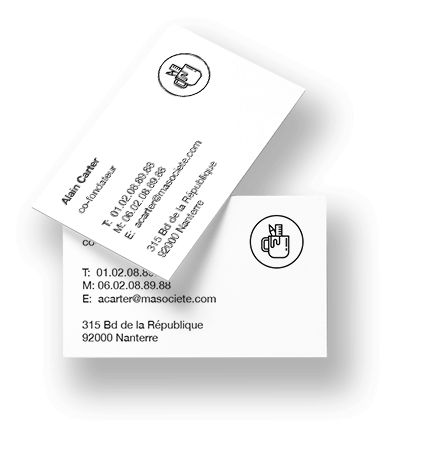 Alain Carter
co-fondateur
T: 01.02.08.89.88
M: 06.02.08.89.88
E: acarter@masociete.com
315 Bd de la République
92000 Nanterre
co
T: 01.02.08.89.
M: 06.02.08.89.88
E: acarter@masociete.com
315 Bd de la République
92000 Nanterre